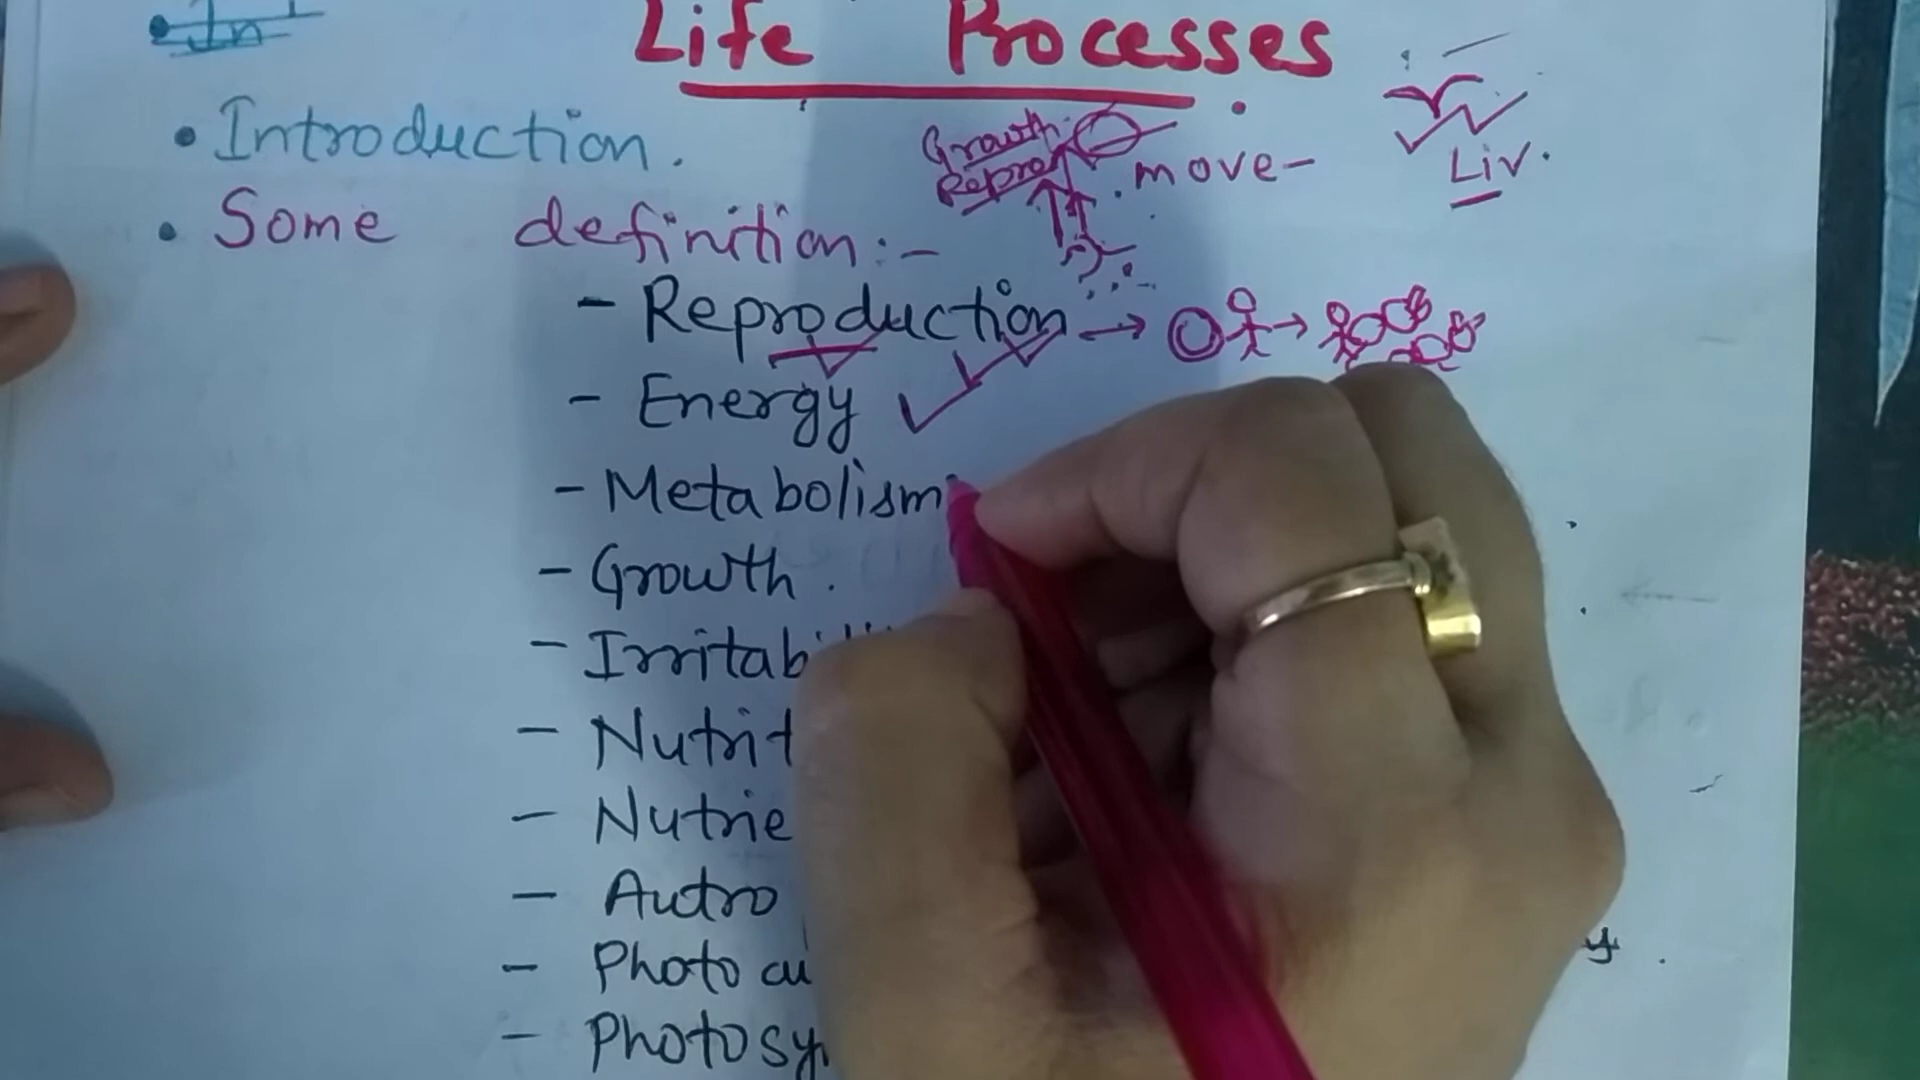 Life Processes
• Introduction.
• Some definition :-
Growth
Repro
move-
Liv.
- Reproduction →
- Energy
- Metabolism
- Growth.
- Irritab
- Nutrit
- Nutrie
- Autro
- Photo
- Photosy